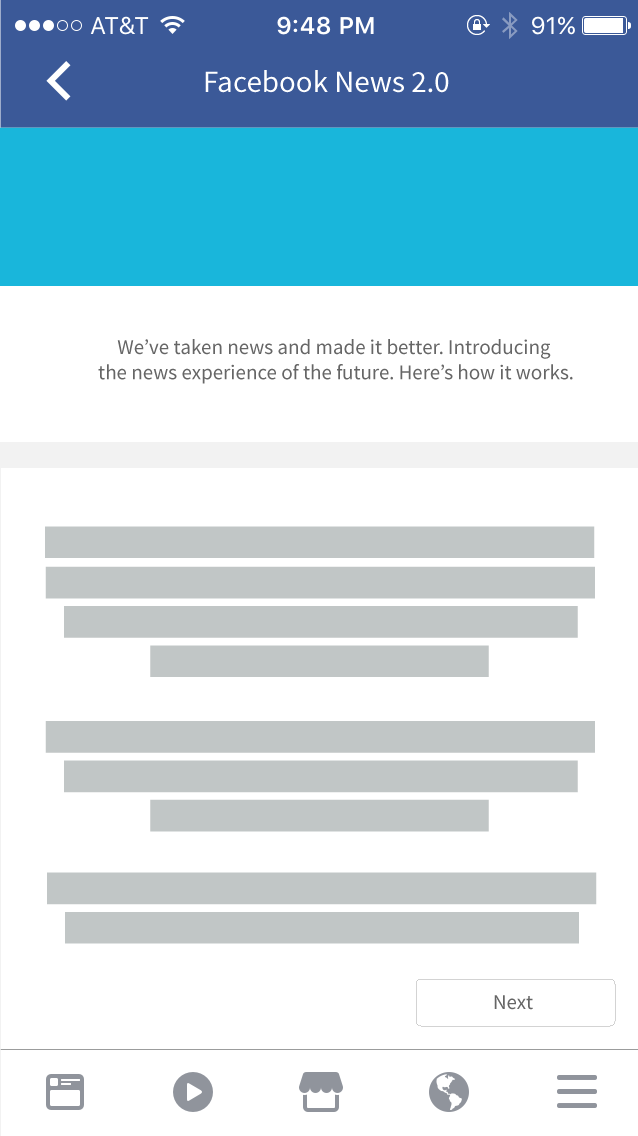 AT&T 9:48 PM 91%
Facebook News 2.0
We’ve taken news and made it better. Introducing
the news experience of the future. Here’s how it works.
Next